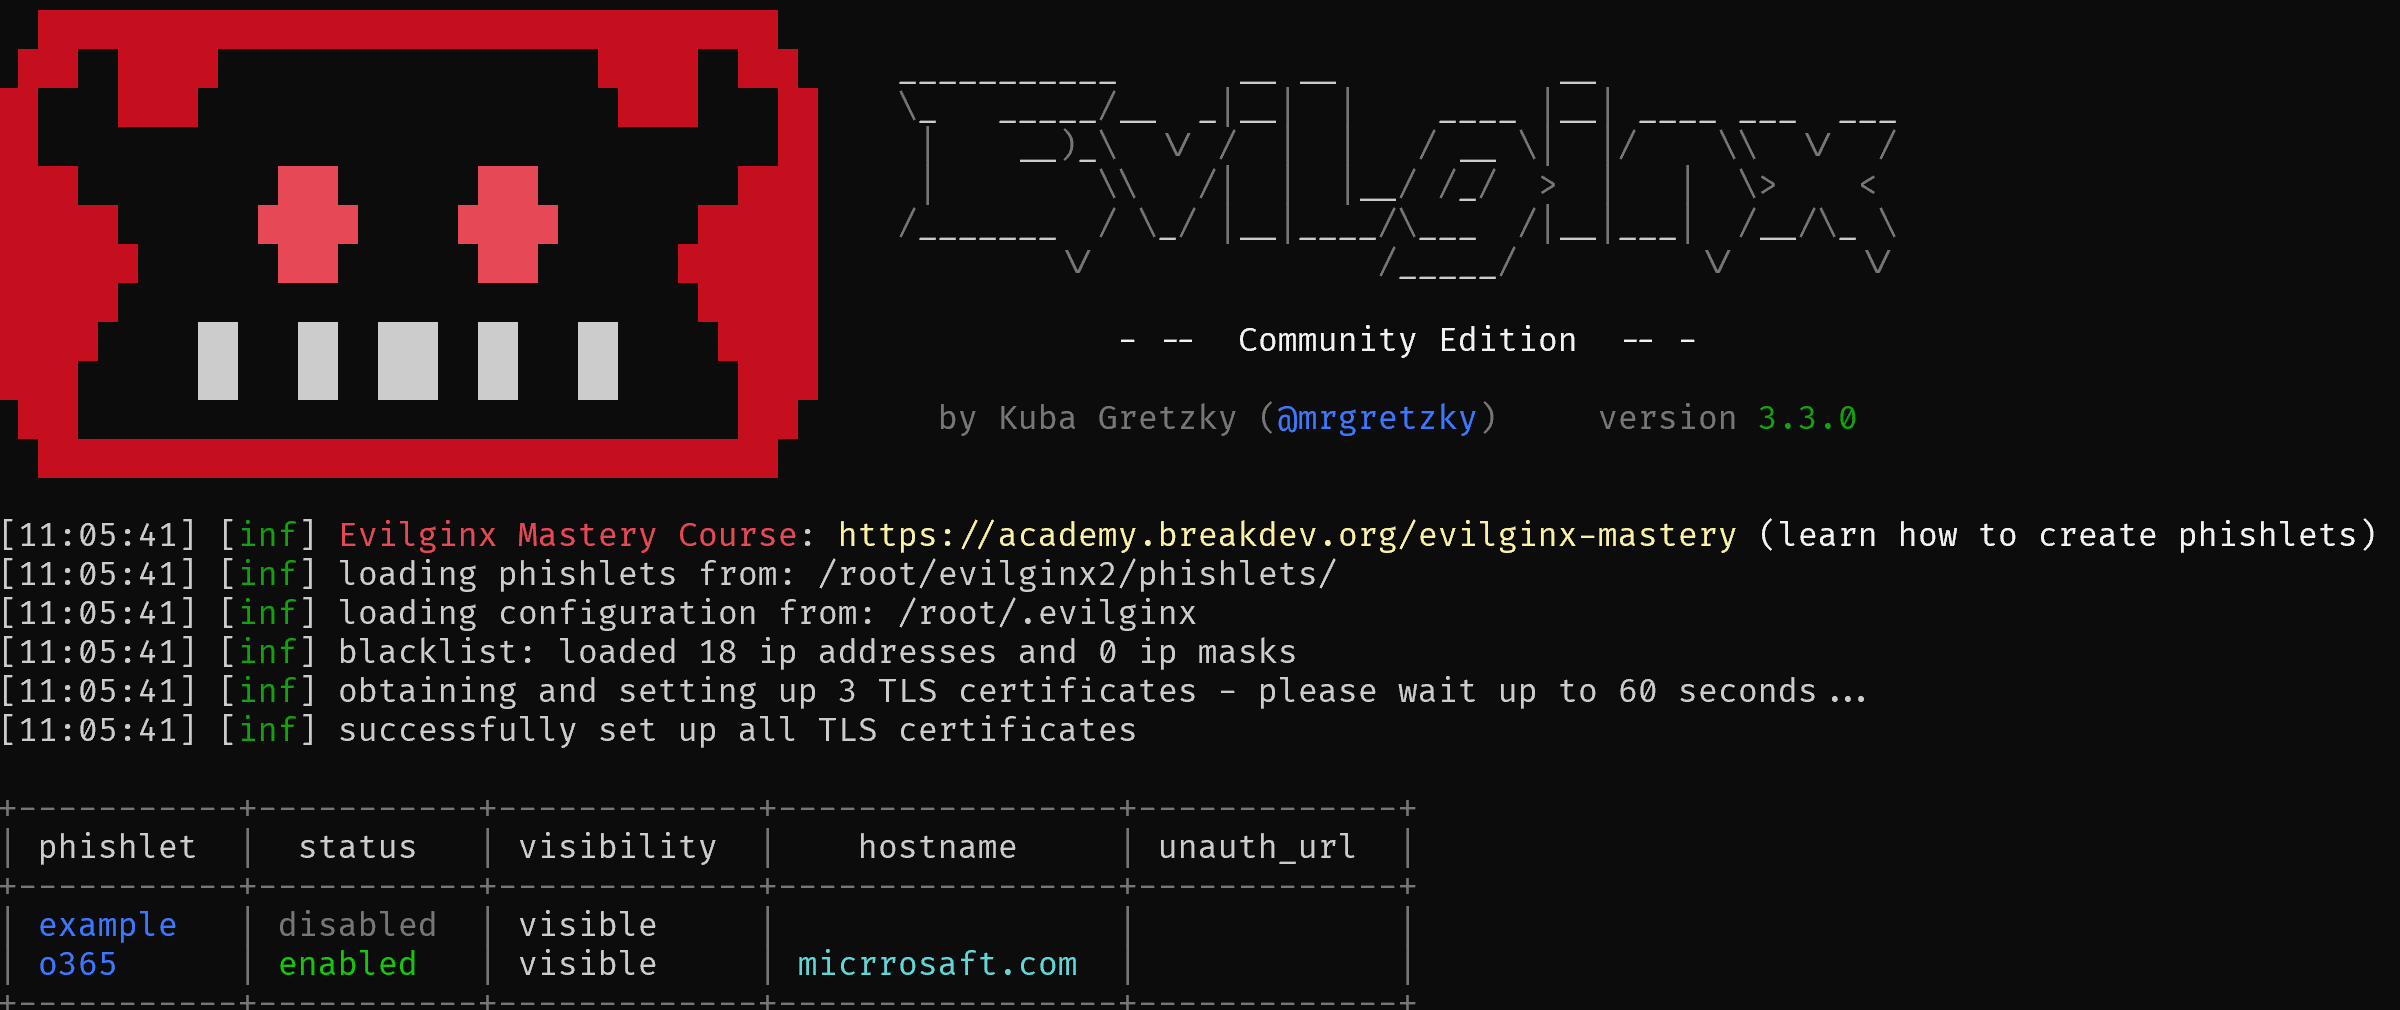 Evilginx
- -- Community Edition -- -
by Kuba Gretzky (@mrgretzky) version 3.3.0
[11:05:41] [inf] Evilginx Mastery Course: https://academy.breakdev.org/evilginx-mastery (learn how to create phishlets)
[11:05:41] [inf] loading phishlets from: /root/evilginx2/phishlets/
[11:05:41] [inf] loading configuration from: /root/.evilginx
[11:05:41] [inf] blacklist: loaded 18 ip addresses and 0 ip masks
[11:05:41] [inf] obtaining and setting up 3 TLS certificates - please wait up to 60 seconds...
[11:05:41] [inf] successfully set up all TLS certificates
+-----------+-----------+-------------+-----------------+-------------+
| phishlet | status | visibility | hostname | unauth_url |
+-----------+-----------+-------------+-----------------+-------------+
| example | disabled | visible | | |
| o365 | enabled | visible | micrrosaft.com | |
+-----------+-----------+-------------+-----------------+-------------+